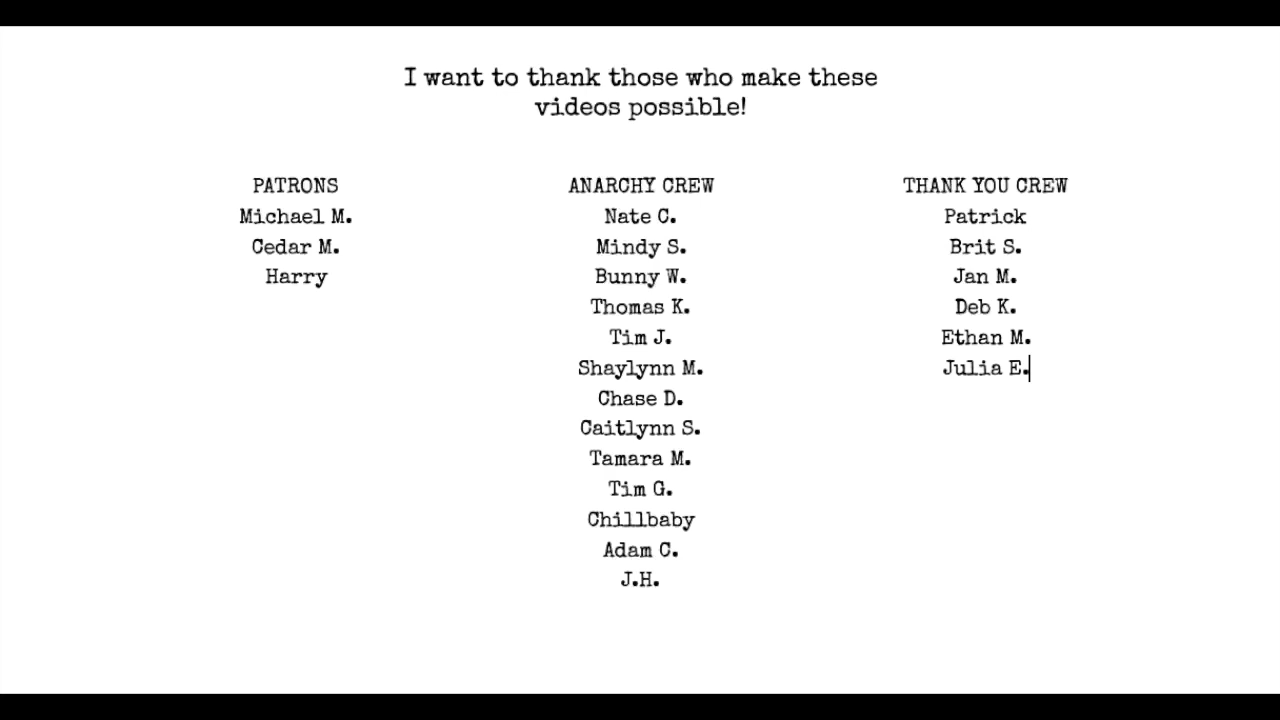 I want to thank those who make these
videos possible!
PATRONS
Michael M.
Cedar M.
Harry
ANARCHY CREW
Nate C.
Mindy S.
Bunny W.
Thomas K.
Tim J.
Shaylynn M.
Chase D.
Caitlynn S.
Tamara M.
Tim G.
Chillbaby
Adam C.
J.H.
THANK YOU CREW
Patrick
Brit S.
Jan M.
Deb K.
Ethan M.
Julia E.